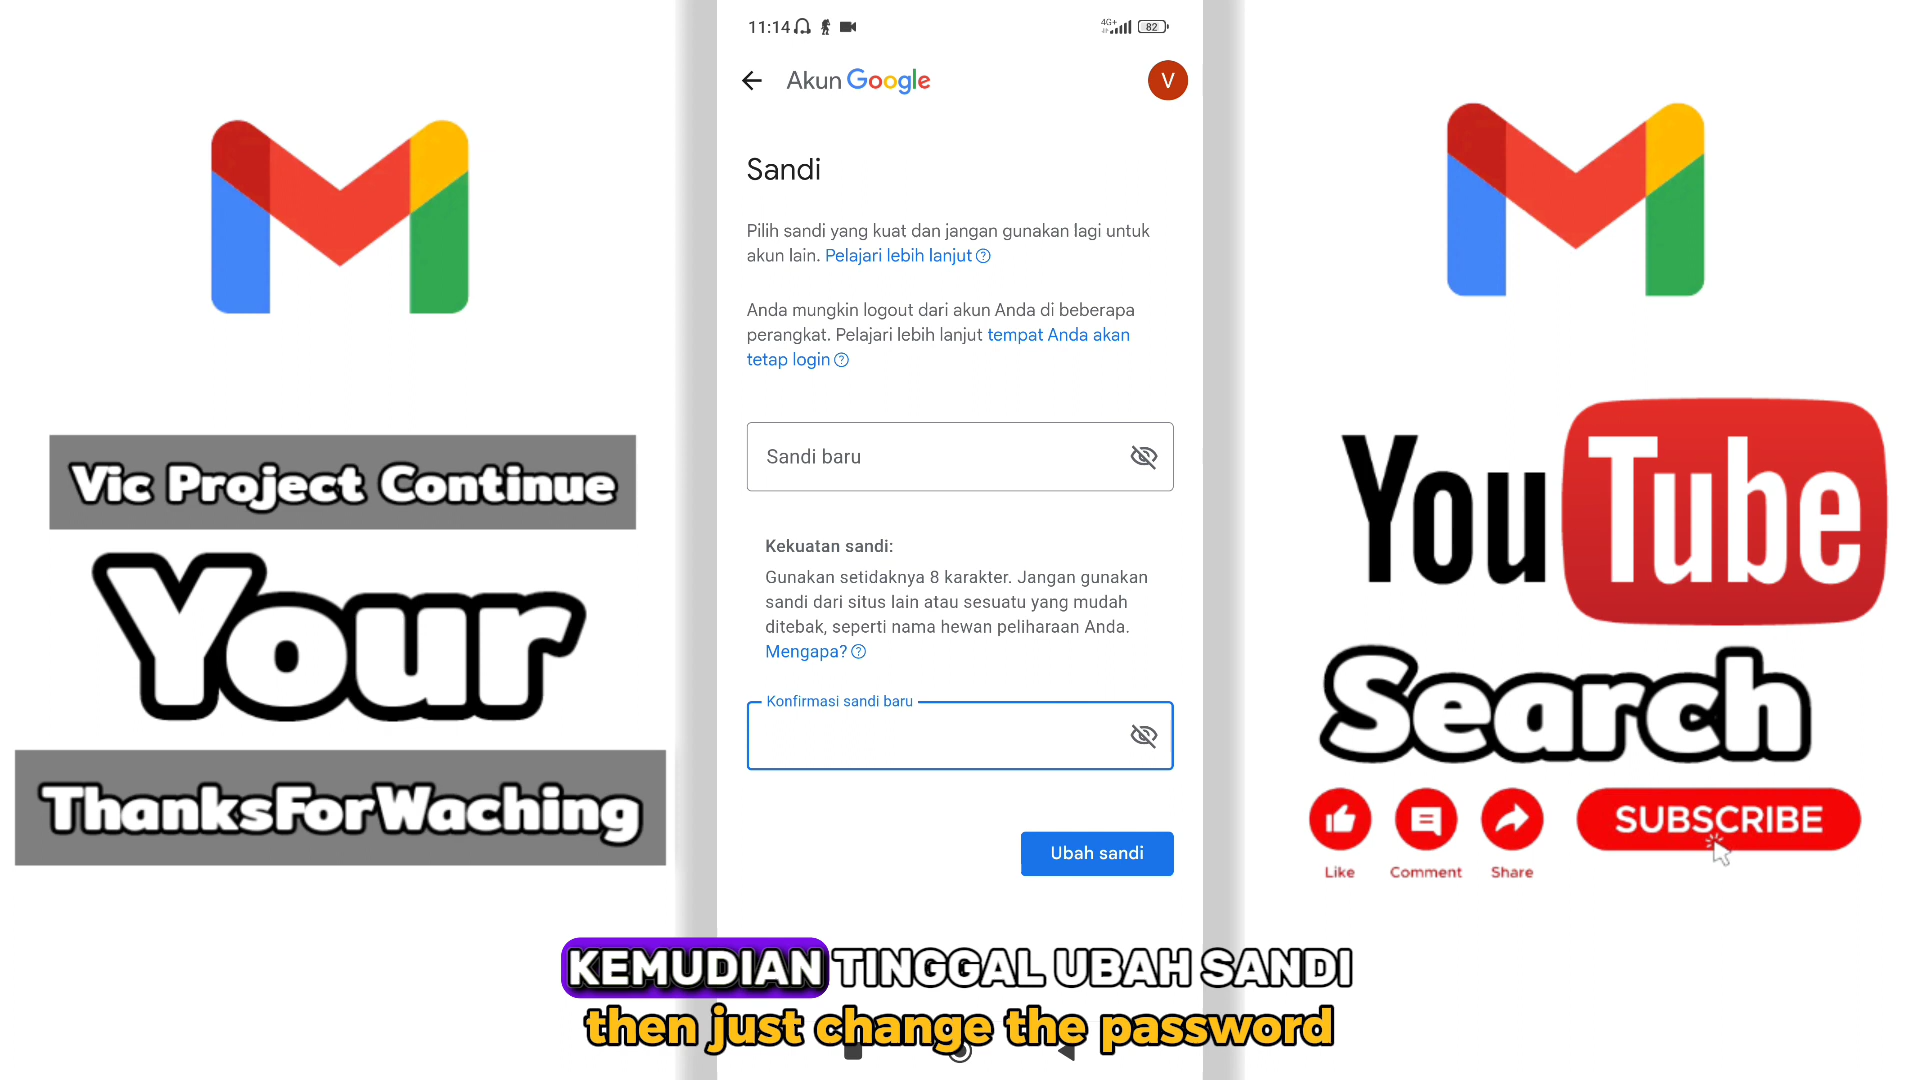 11:14
4G+
82
Akun Google
V
Sandi
Pilih sandi yang kuat dan jangan gunakan lagi untuk
akun lain. Pelajari lebih lanjut
Anda mungkin logout dari akun Anda di beberapa
perangkat. Pelajari lebih lanjut tempat Anda akan
tetap login
Sandi baru
Kekuatan sandi:
Gunakan setidaknya 8 karakter. Jangan gunakan
sandi dari situs lain atau sesuatu yang mudah
ditebak, seperti nama hewan peliharaan Anda.
Mengapa?
Konfirmasi sandi baru
Ubah sandi
Vic Project Continue
Your
ThanksForWaching
YouTube
Search
SUBSCRIBE
Like
Comment
Share
KEMUDIAN TINGGAL UBAH SANDI
then just change the password